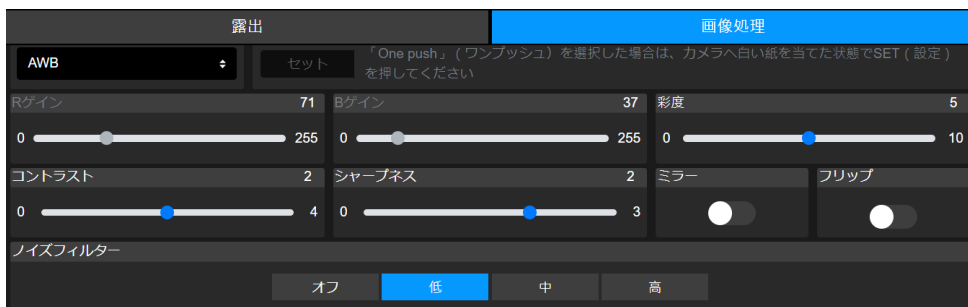 露出 画像処理
AWB セット 「One push」(ワンプッシュ）を選択した場合は、カメラへ白い紙を当てた状態でSET（設定）
を押してください
Rゲイン 71 Bゲイン 37 彩度 5
0 255 0 255 0 10
コントラスト 2 シャープネス 2 ミラー フリップ
0 4 0 3
ノイズフィルター
オフ 低 中 高